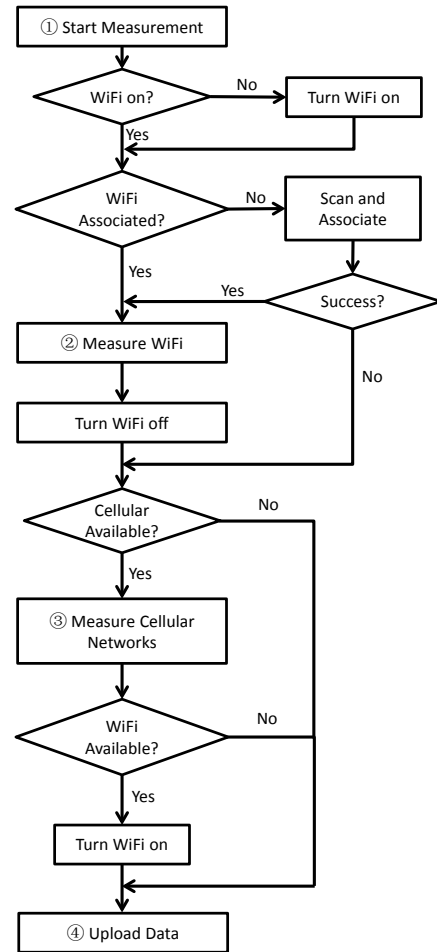 ① Start Measurement
WiFi on?
No
Turn WiFi on
Yes
WiFi
Associated?
No
Scan and
Associate
Yes
Yes
Success?
② Measure WiFi
No
Turn WiFi off
Cellular
Available?
No
Yes
③ Measure Cellular
Networks
WiFi
Available?
No
Yes
Turn WiFi on
④ Upload Data